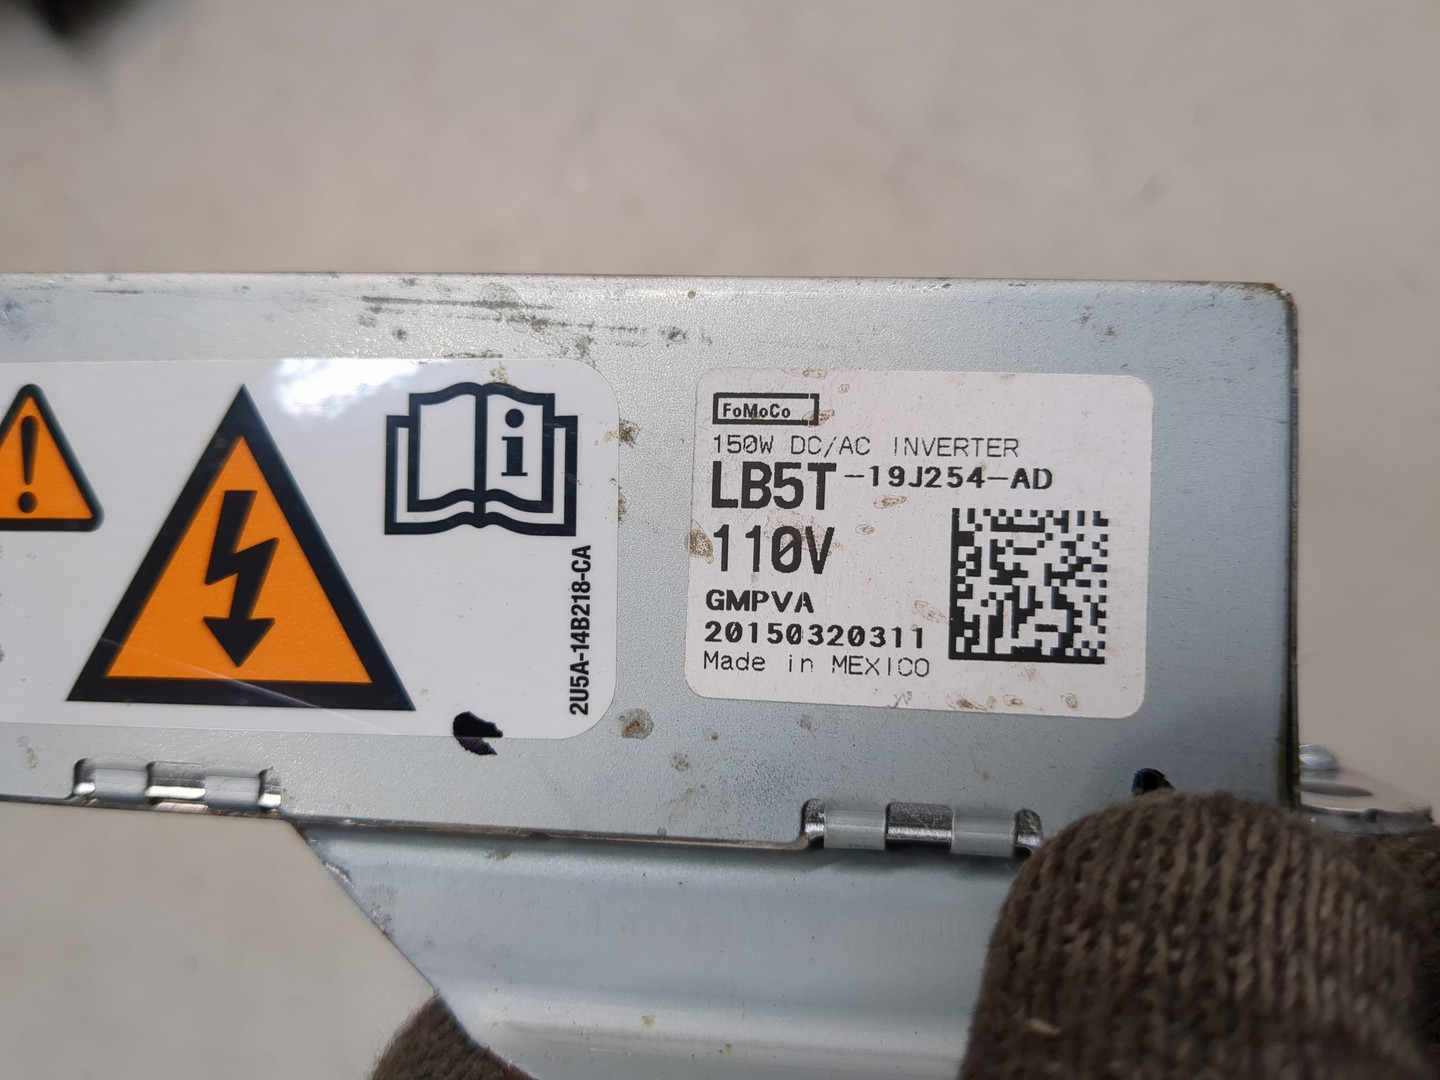 2U5A-14B218-CA
FoMoCo
150W DC/AC INVERTER
LB5T-19J254-AD
110V
GMPVA
20150320311
Made in MEXICO